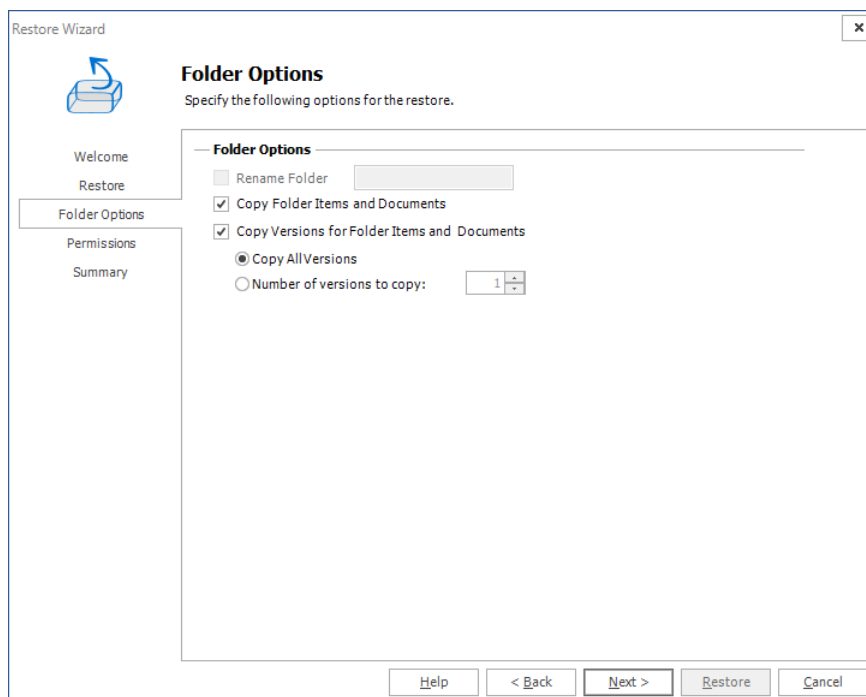 Restore Wizard
Folder Options
Specify the following options for the restore.
Welcome
Restore
Folder Options
Permissions
Summary
Folder Options
Rename Folder
Copy Folder Items and Documents
Copy Versions for Folder Items and Documents
Copy All Versions
Number of versions to copy: 1
Help < Back Next > Restore Cancel